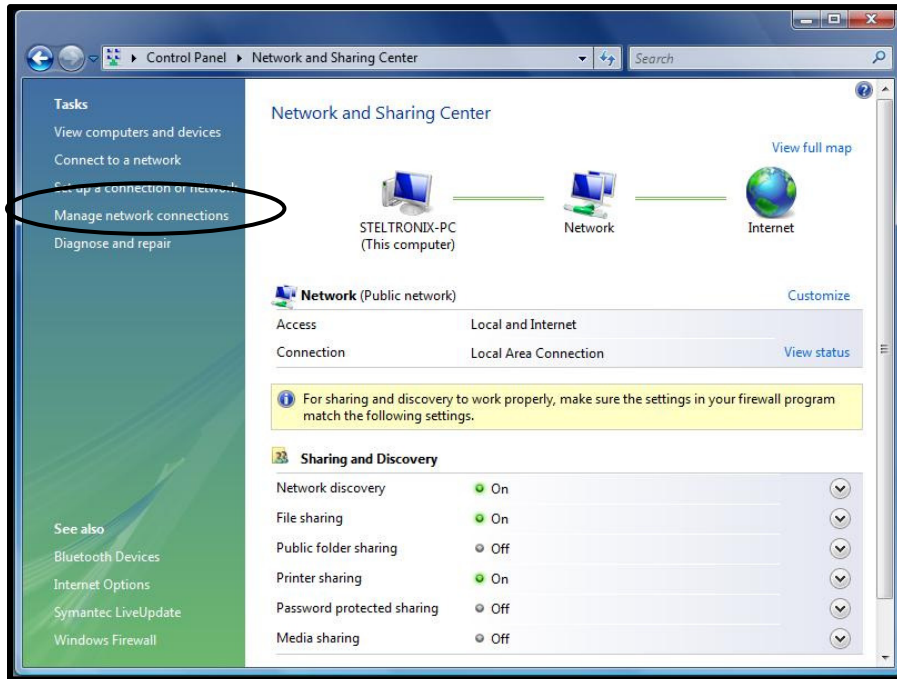 Control Panel Network and Sharing Center
Search
Tasks
View computers and devices
Connect to a network
Set up a connection or network
Manage network connections
Diagnose and repair
See also
Bluetooth Devices
Internet Options
Symantec LiveUpdate
Windows Firewall
Network and Sharing Center
View full map
STELTRONIX-PC
(This computer)
Network
Internet
Network (Public network)
Customize
Access Local and Internet
Connection Local Area Connection View status
For sharing and discovery to work properly, make sure the settings in your firewall program
match the following settings.
Sharing and Discovery
Network discovery On
File sharing On
Public folder sharing Off
Printer sharing On
Password protected sharing Off
Media sharing Off